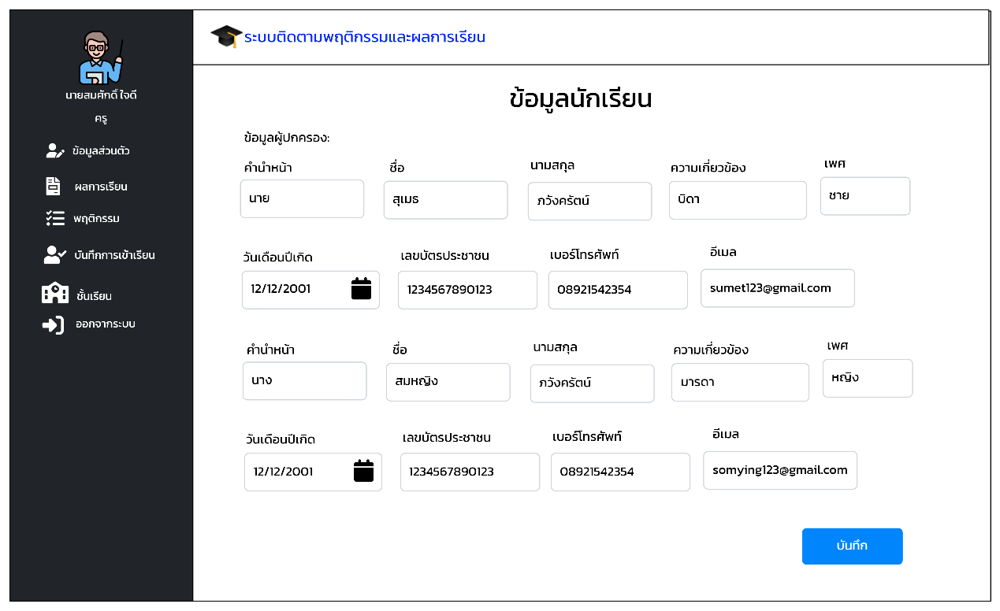 ระบบติดตามพฤติกรรมและผลการเรียน
นายสมศักดิ์ ใจดี
ครู
ข้อมูลส่วนตัว
ผลการเรียน
พฤติกรรม
บันทึกการเข้าเรียน
ชั้นเรียน
ออกจากระบบ
ข้อมูลนักเรียน
ข้อมูลผู้ปกครอง:
คำนำหน้า ชื่อ นามสกุล ความเกี่ยวข้อง เพศ
นาย สุเมธ ภวังครัตน์ บิดา ชาย
วันเดือนปีเกิด เลขบัตรประชาชน เบอร์โทรศัพท์ อีเมล
12/12/2001 1234567890123 08921542354 sumet123@gmail.com
คำนำหน้า ชื่อ นามสกุล ความเกี่ยวข้อง เพศ
นาง สมหญิง ภวังครัตน์ มารดา หญิง
วันเดือนปีเกิด เลขบัตรประชาชน เบอร์โทรศัพท์ อีเมล
12/12/2001 1234567890123 08921542354 somying123@gmail.com
บันทึก